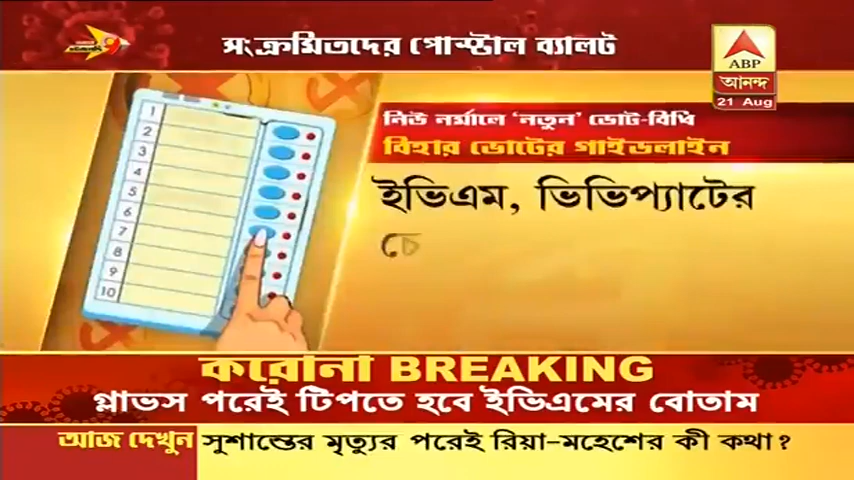 সংক্রমিতদের পোস্টাল ব্যালট
ABP
আনন্দ
21 Aug
নিউ নর্মালে ‘নতুন’ ভোট-বিধি
বিহার ভোটের গাইডলাইন
ইভিএম, ভিভিপ্যাটের
চে
1
2
3
4
5
6
7
8
9
10
করোনা BREAKING
গ্লাভস পরেই টিপতে হবে ইভিএমের বোতাম
আজ দেখুন
সুশান্তের মৃত্যুর পরেই রিয়া-মহেশের কী কথা?